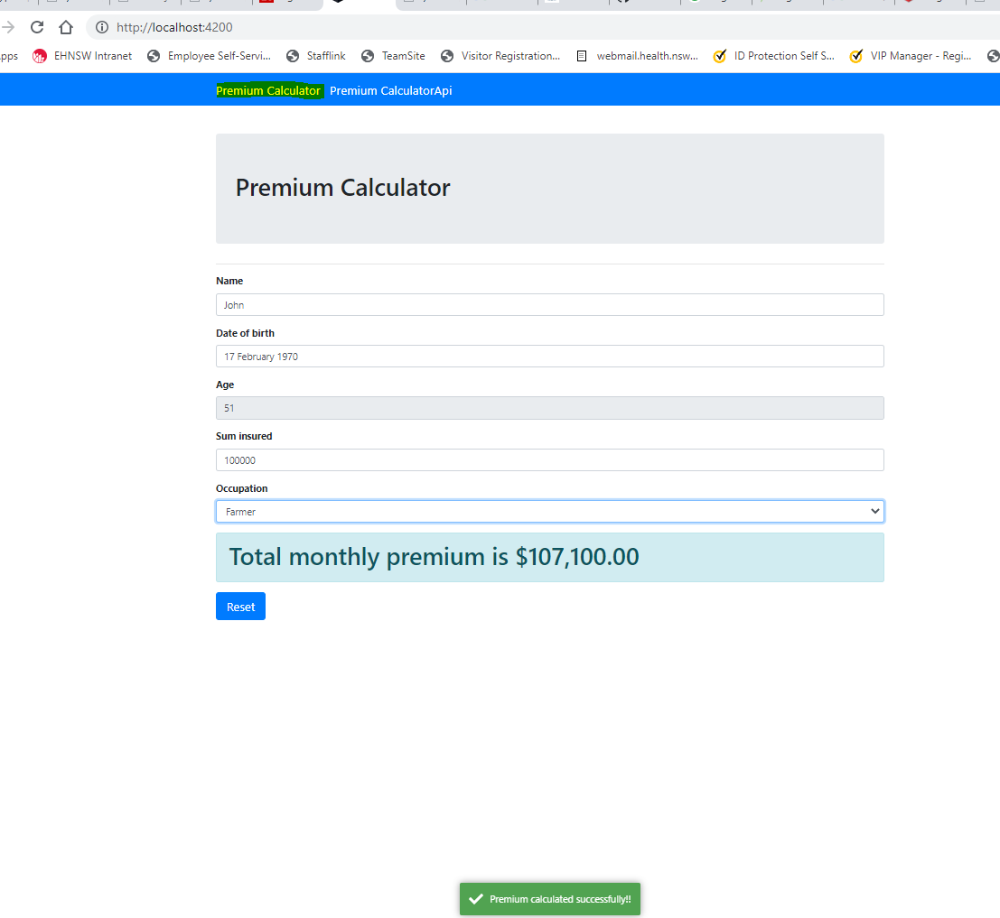 http://localhost:4200
EHNSW Intranet Employee Self-Servi... Stafflink TeamSite Visitor Registration... webmail.health.nsw... ID Protection Self S... VIP Manager - Regi...
Premium Calculator Premium CalculatorApi
Premium Calculator
Name
John
Date of birth
17 February 1970
Age
51
Sum insured
100000
Occupation
Farmer
Total monthly premium is $107,100.00
Reset
Premium calculated successfully!!